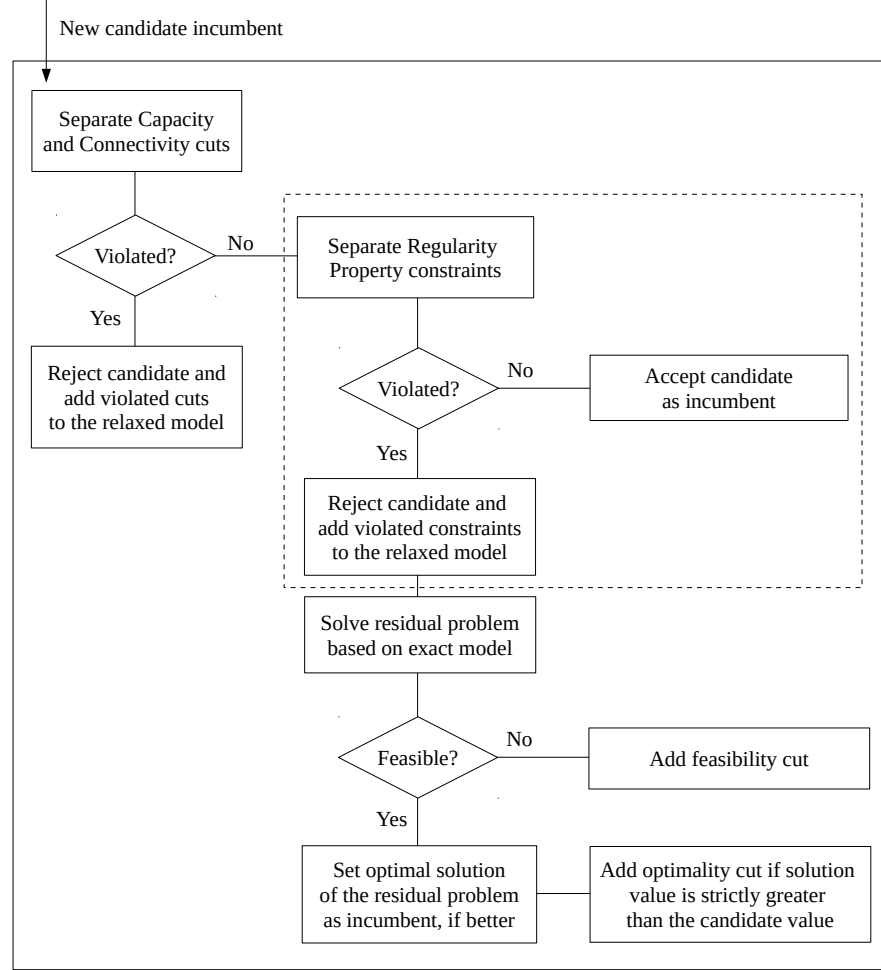 New candidate incumbent
Separate Capacity
and Connectivity cuts
Violated?
No
Yes
Reject candidate and
add violated cuts
to the relaxed model
Separate Regularity
Property constraints
Violated?
No
Accept candidate
as incumbent
Yes
Reject candidate and
add violated constraints
to the relaxed model
Solve residual problem
based on exact model
Feasible?
No
Add feasibility cut
Yes
Set optimal solution
of the residual problem
as incumbent, if better
Add optimality cut if solution
value is strictly greater
than the candidate value